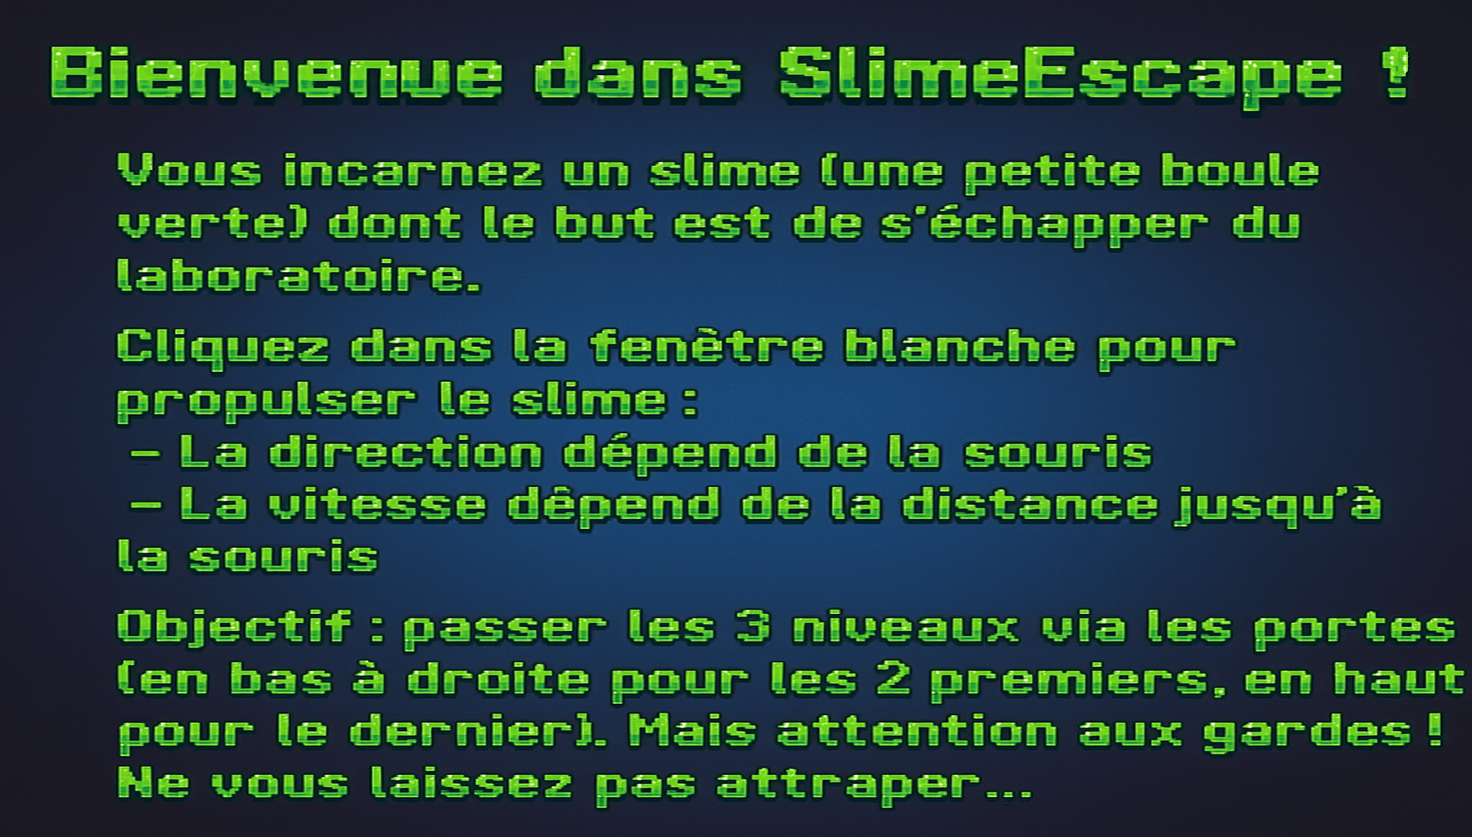 Bienvenue dans SlimeEscape !
Vous incarnez un slime (une petite boule
verte) dont le but est de s'échapper du
laboratoire.
Cliquez dans la fenêtre blanche pour
propulser le slime :
– La direction dépend de la souris
– La vitesse dêpend de la distance jusqu'à
la souris
Objectif : passer les 3 niveaux via les portes
(en bas à droite pour les 2 premiers, en haut
pour le dernier). Mais attention aux gardes !
Ne vous laissez pas attraper...